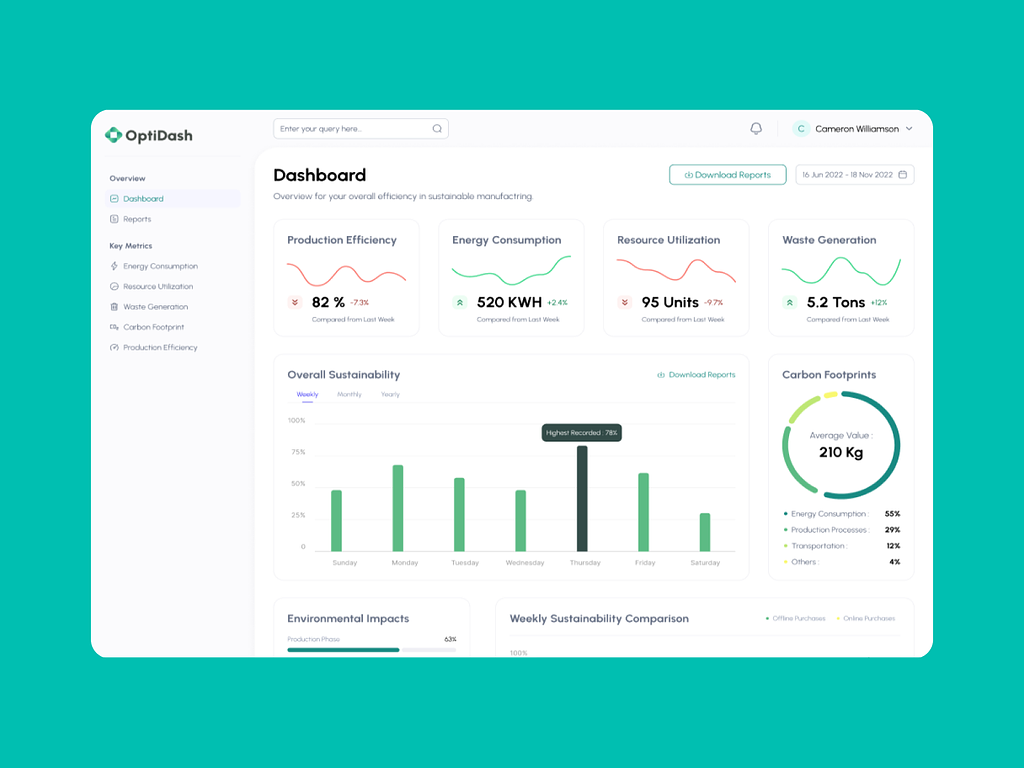 OptiDash
Enter your query here...
C Cameron Williamson
Overview
Dashboard
Reports
Key Metrics
Energy Consumption
Resource Utilization
Waste Generation
Carbon Footprint
Production Efficiency
Dashboard
Overview for your overall efficiency in sustainable manufactring.
Download Reports
16 Jun 2022 - 18 Nov 2022
Production Efficiency
82 % -7.3%
Compared from Last Week
Energy Consumption
520 KWH +2.4%
Compared from Last Week
Resource Utilization
95 Units -9.7%
Compared from Last Week
Waste Generation
5.2 Tons +12%
Compared from Last Week
Overall Sustainability
Download Reports
Weekly Monthly Yearly
100%
75%
50%
25%
0
Highest Recorded 78%
Sunday Monday Tuesday Wednesday Thursday Friday Saturday
Carbon Footprints
Average Value :
210 Kg
Energy Consumption : 55%
Production Processes : 29%
Transportation : 12%
Others : 4%
Environmental Impacts
Production Phase 63%
Weekly Sustainability Comparison
Offline Purchases Online Purchases
100%